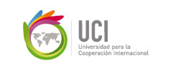 UCI
Universidad para la
Cooperación Internacional